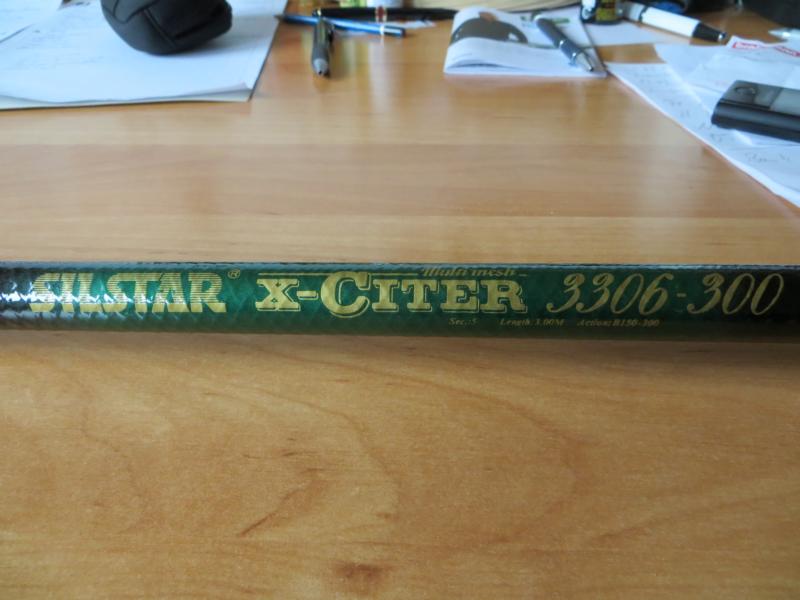 Multi mesh
SILSTAR® X-CITER 3306-300
Sec.:5 Length:3.00M Action:B150-300